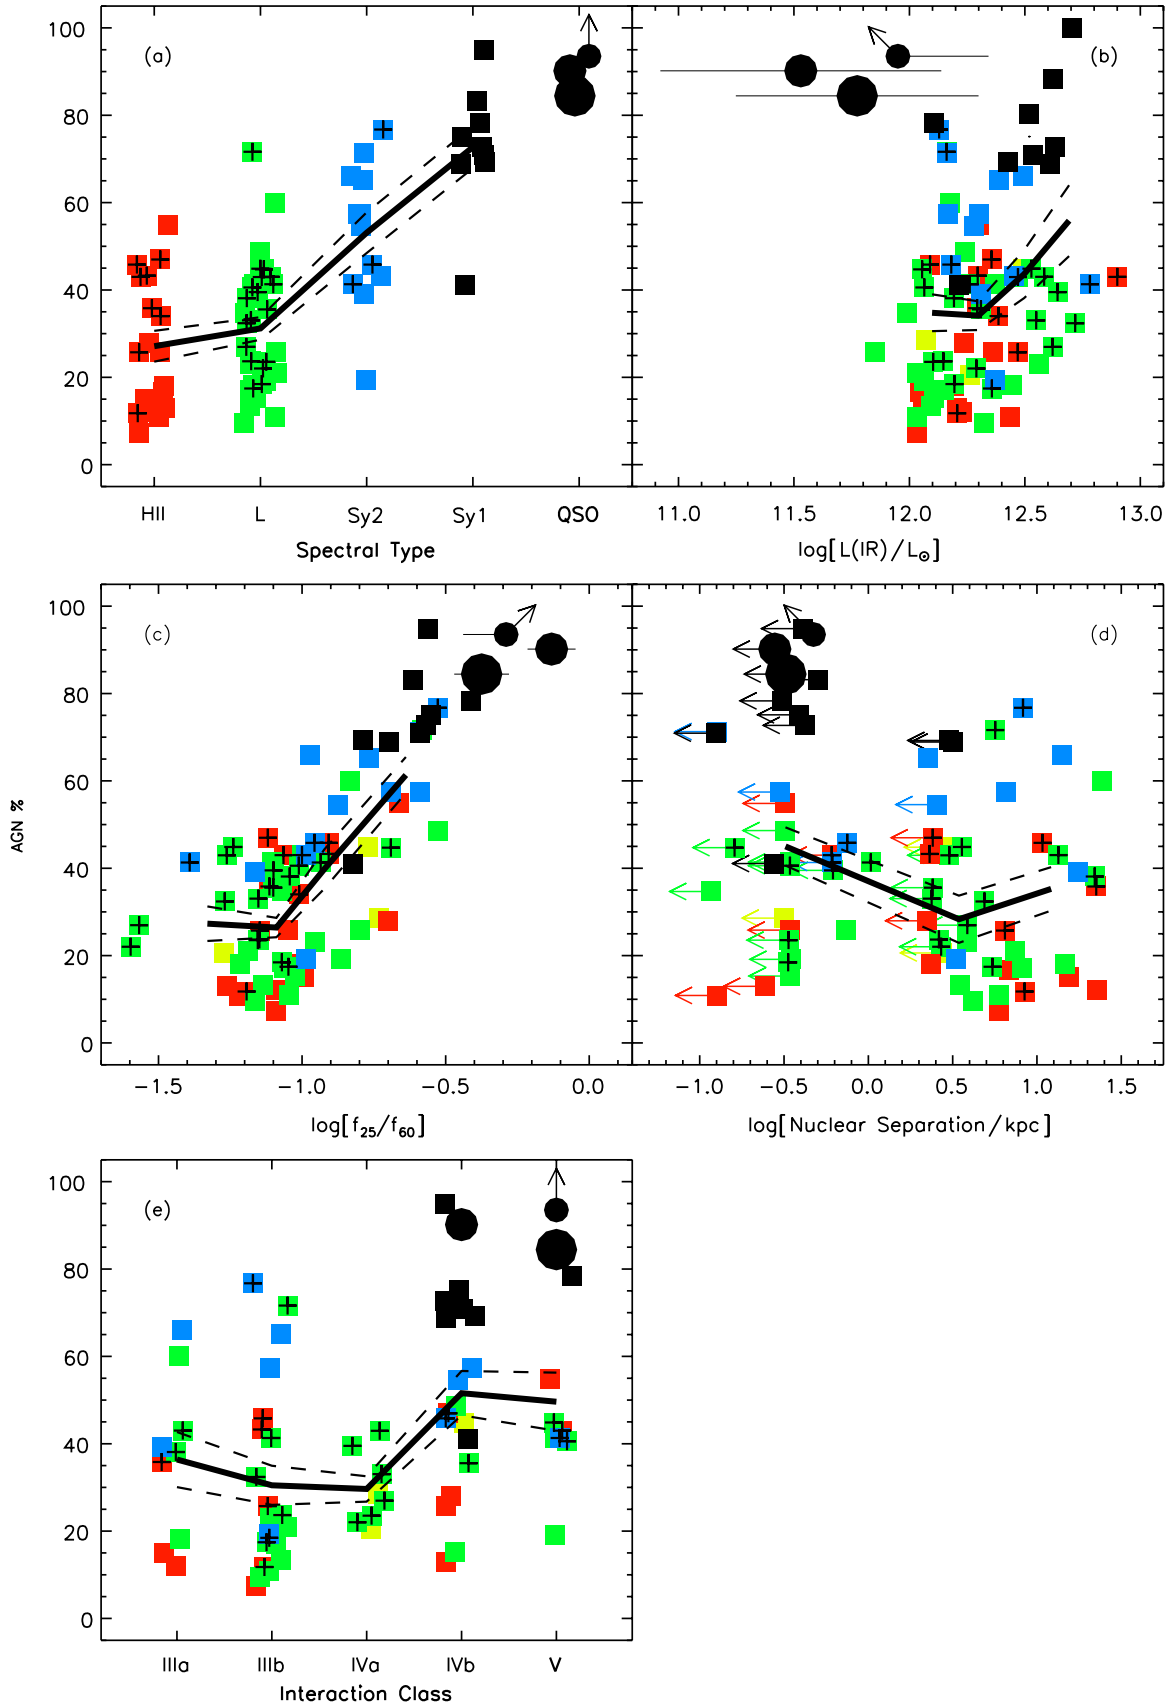 100
80
60
40
20
0
(a)
(b)
HII L Sy2 Sy1 QSO
11.0 11.5 12.0 12.5 13.0
Spectral Type
log[L(IR)/L⊙]
100
80
60
40
20
0
AGN %
(c)
(d)
−1.5 −1.0 −0.5 0.0
−1.0 −0.5 0.0 0.5 1.0 1.5
log[f25/f60]
log[Nuclear Separation/kpc]
100
80
60
40
20
0
(e)
IIIa IIIb IVa IVb V
Interaction Class